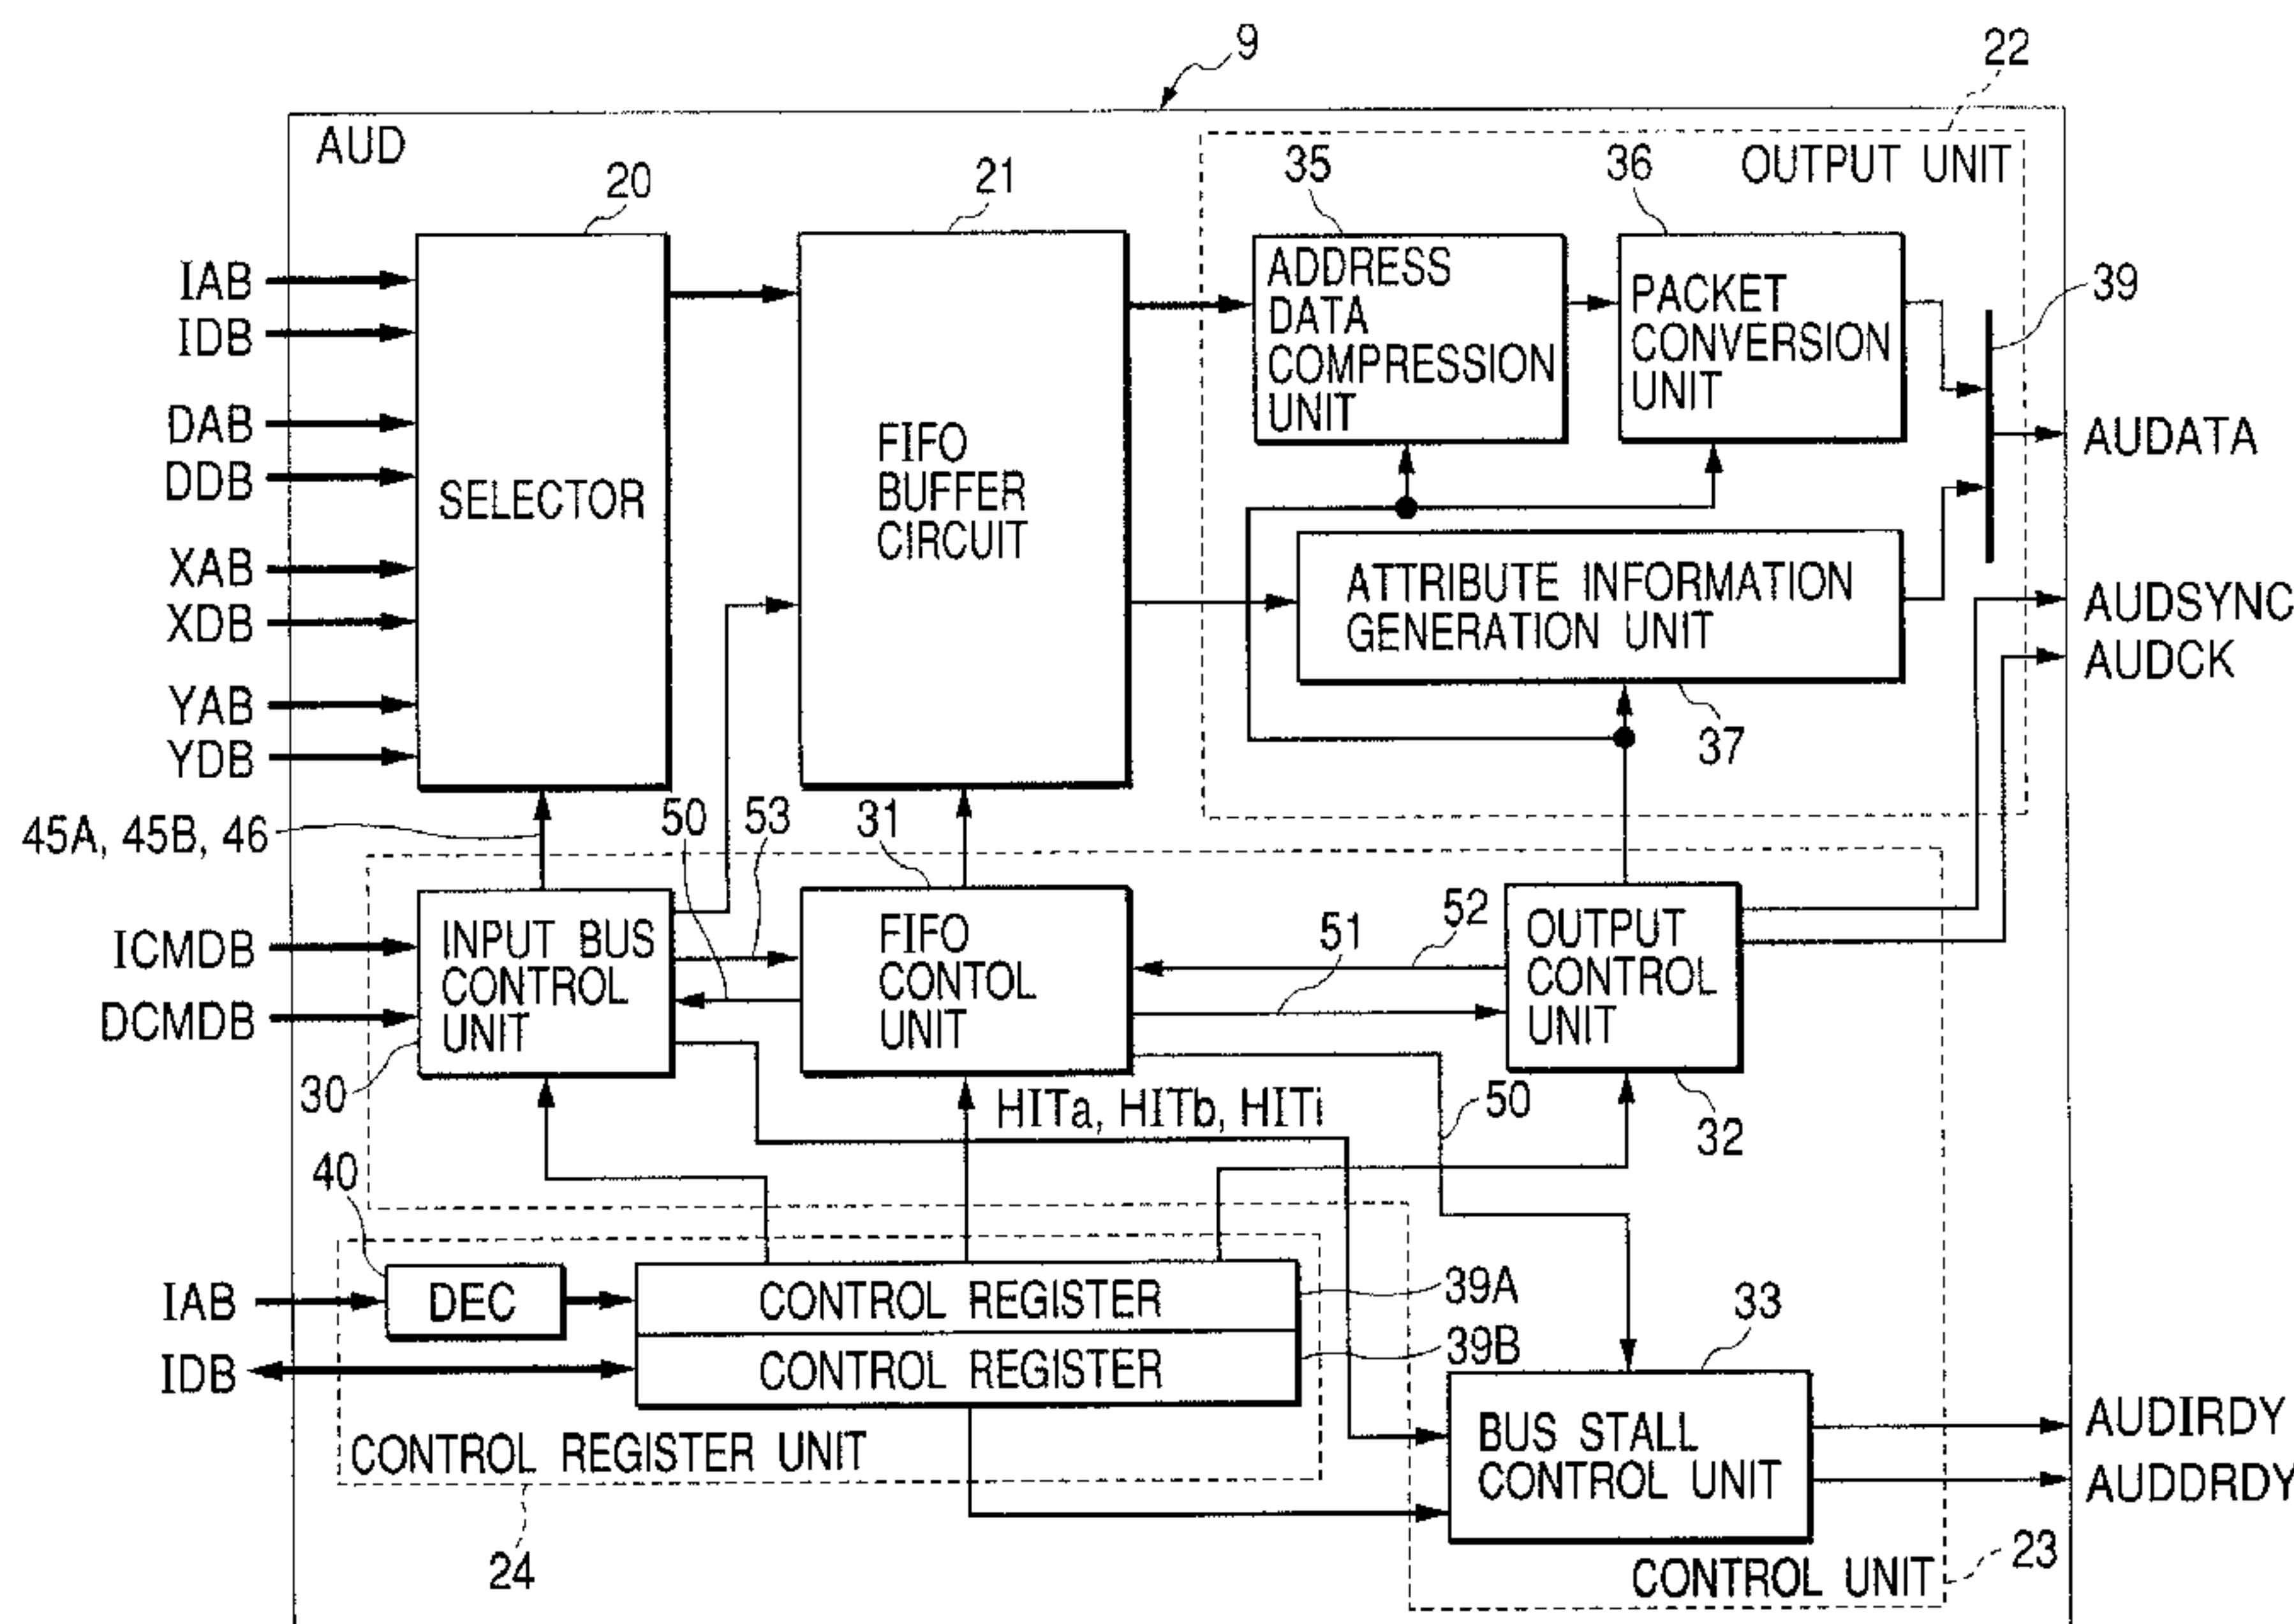 9
22
AUD
OUTPUT UNIT
20
21
35
36
39
IAB
IDB
DAB
DDB
XAB
XDB
YAB
YDB
SELECTOR
FIFO
BUFFER
CIRCUIT
ADDRESS
DATA
COMPRESSION
UNIT
PACKET
CONVERSION
UNIT
ATTRIBUTE INFORMATION
GENERATION UNIT
37
AUDATA
AUDSYNC
AUDCK
45A, 45B, 46
50
53
31
ICMDB
DCMDB
INPUT BUS
CONTROL
UNIT
30
FIFO
CONTOL
UNIT
52
51
OUTPUT
CONTROL
UNIT
32
HITa, HITb, HITi
50
40
IAB
IDB
DEC
CONTROL REGISTER
39A
CONTROL REGISTER
39B
CONTROL REGISTER UNIT
24
33
BUS STALL
CONTROL UNIT
AUDIRDY
AUDDRDY
CONTROL UNIT
23